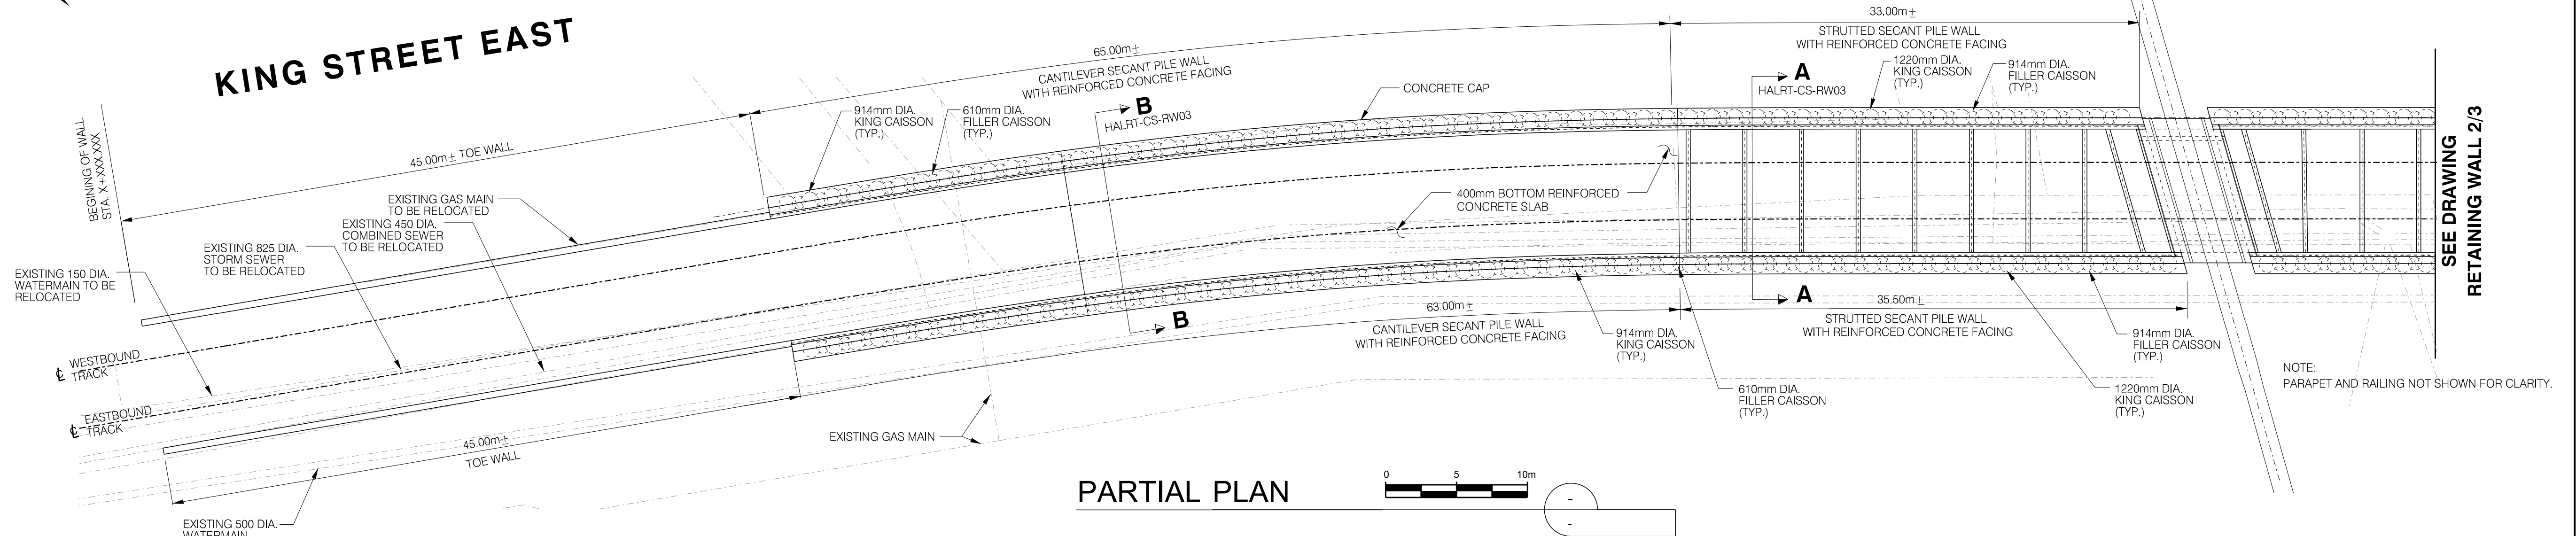 KING STREET EAST
BEGINING OF WALL
STA. X+XXX.XXX
45.00m± TOE WALL
65.00m±
CANTILEVER SECANT PILE WALL
WITH REINFORCED CONCRETE FACING
33.00m±
STRUTTED SECANT PILE WALL
WITH REINFORCED CONCRETE FACING
914mm DIA.
KING CAISSON
(TYP.)
610mm DIA.
FILLER CAISSON
(TYP.)
B
HALRT-CS-RW03
CONCRETE CAP
A
HALRT-CS-RW03
1220mm DIA.
KING CAISSON
(TYP.)
914mm DIA.
FILLER CAISSON
(TYP.)
SEE DRAWING
RETAINING WALL 2/3
EXISTING GAS MAIN
TO BE RELOCATED
EXISTING 450 DIA.
COMBINED SEWER
TO BE RELOCATED
EXISTING 825 DIA.
STORM SEWER
TO BE RELOCATED
EXISTING 150 DIA.
WATERMAIN TO BE
RELOCATED
400mm BOTTOM REINFORCED
CONCRETE SLAB
℄ WESTBOUND
TRACK
℄ EASTBOUND
TRACK
B
A
63.00m±
CANTILEVER SECANT PILE WALL
WITH REINFORCED CONCRETE FACING
35.50m±
STRUTTED SECANT PILE WALL
WITH REINFORCED CONCRETE FACING
914mm DIA.
KING CAISSON
(TYP.)
914mm DIA.
FILLER CAISSON
(TYP.)
610mm DIA.
FILLER CAISSON
(TYP.)
1220mm DIA.
KING CAISSON
(TYP.)
NOTE:
PARAPET AND RAILING NOT SHOWN FOR CLARITY.
45.00m±
TOE WALL
EXISTING GAS MAIN
EXISTING 500 DIA.
WATERMAIN
PARTIAL PLAN
0 5 10m
-
-